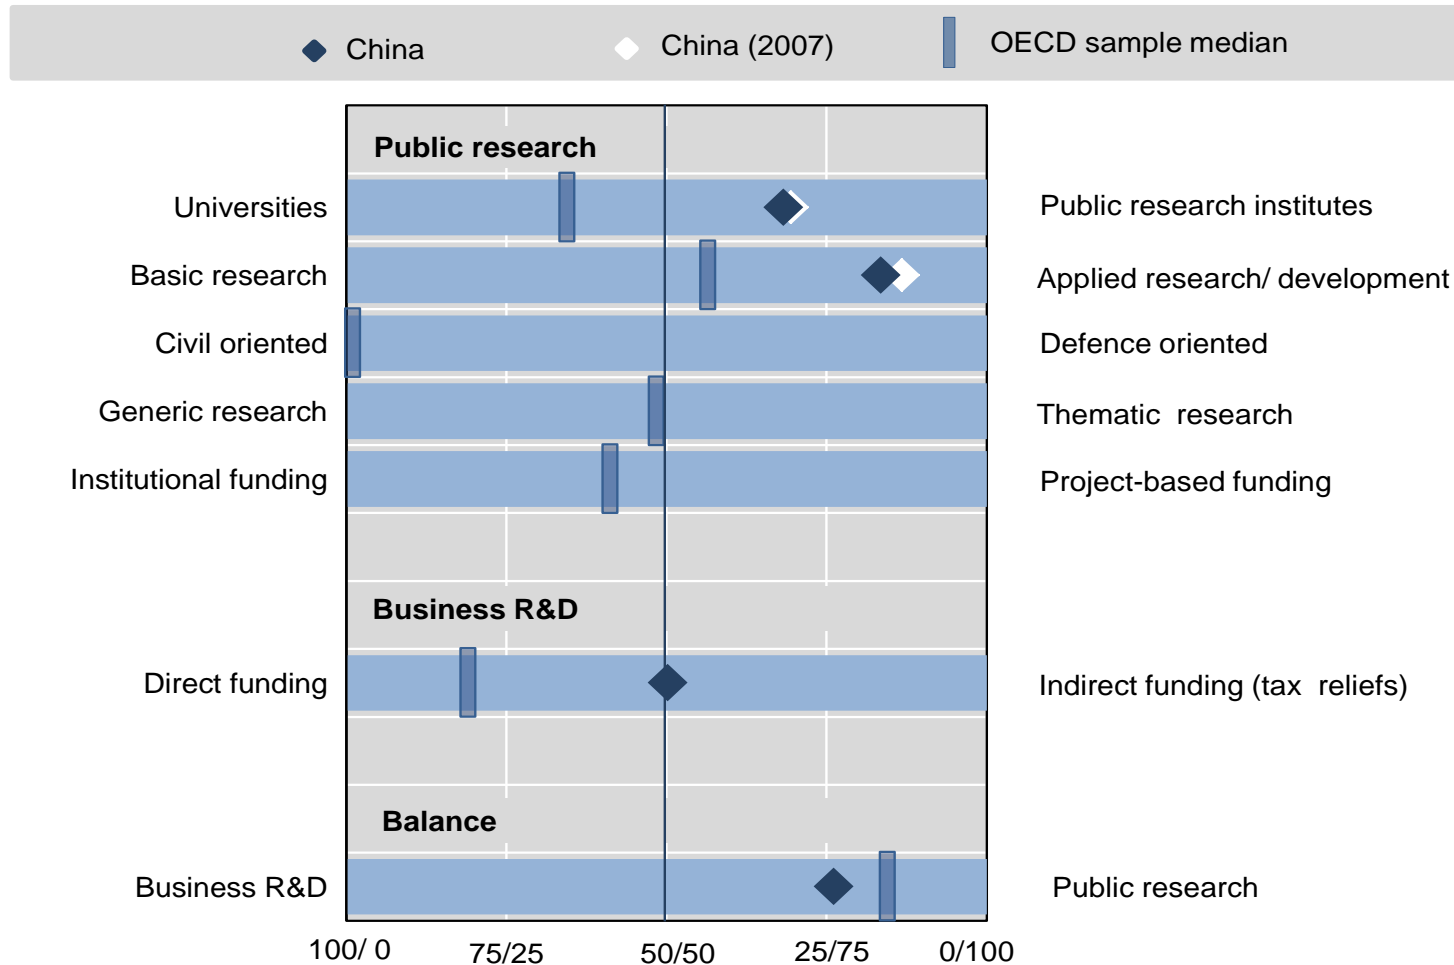 China
China (2007)
OECD sample median
Public research
Universities
Public research institutes
Basic research
Applied research/ development
Civil oriented
Defence oriented
Generic research
Thematic research
Institutional funding
Project-based funding
Business R&D
Direct funding
Indirect funding (tax reliefs)
Balance
Business R&D
Public research
100/ 0
75/25
50/50
25/75
0/100